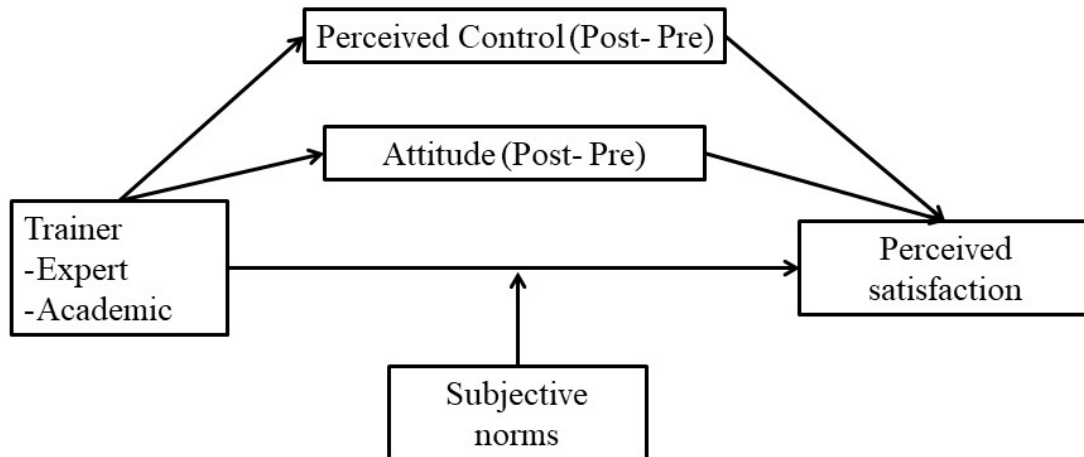 Perceived Control (Post- Pre)
Attitude (Post- Pre)
Trainer
-Expert
-Academic
Perceived
satisfaction
Subjective
norms